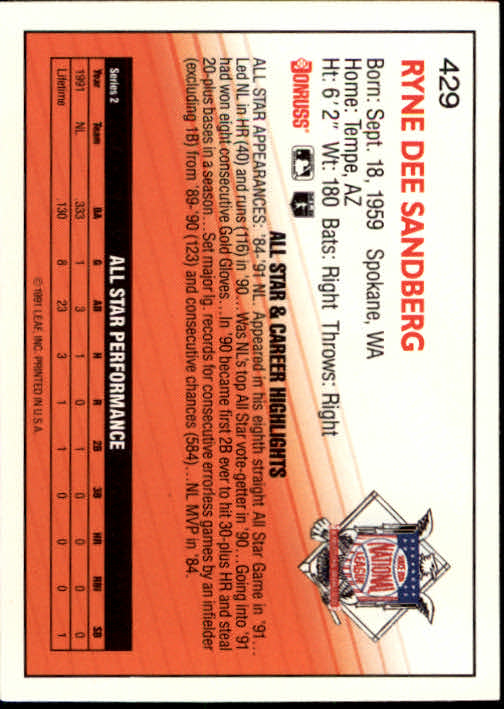 429
RYNE DEE SANDBERG
Born: Sept. 18, 1959 Spokane, WA
Home: Tempe, AZ
Ht: 6'2" Wt: 180 Bats: Right Throws: Right
DONRUSS
SINCE 1876
NATIONAL
LEAGUE
ALL STAR & CAREER HIGHLIGHTS
ALL STAR APPEARANCES: '84-'91 NL. Appeared in his eighth straight All Star Game in '91...
Led NL in HR (40) and runs (116) in '90... Was NL's top All Star vote-getter in '90... Going into '91
had won eight consecutive Gold Gloves... In '90 became first 2B ever to hit 30-plus HR and steal
20-plus bases in a season... Set major lg. records for consecutive errorless games by an infielder
(excluding 1B) from '89-'90 (123) and consecutive chances (584)... NL MVP in '84.
Series 2 ALL STAR PERFORMANCE
Year Team BA G AB H R 2B 3B HR RBI SB
1991 NL .333 1 3 1 0 1 0 0 0 0
Lifetime .130 8 23 3 1 1 0 0 0 1
© 1991 LEAF, INC. PRINTED IN U.S.A.